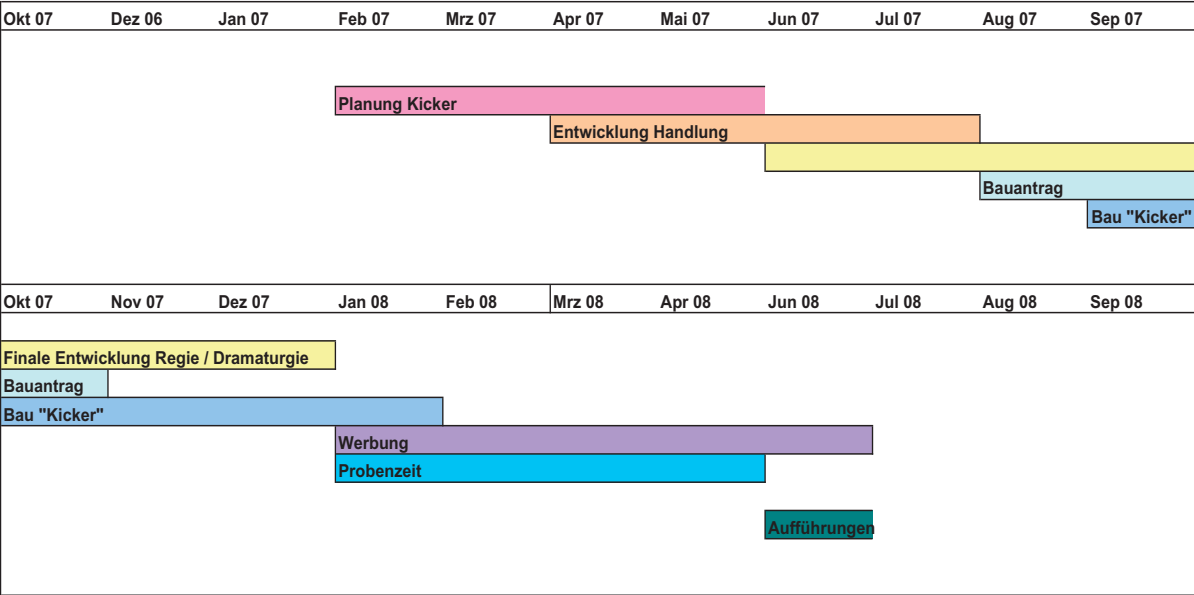 Okt 07 Dez 06 Jan 07 Feb 07 Mrz 07 Apr 07 Mai 07 Jun 07 Jul 07 Aug 07 Sep 07
Planung Kicker
Entwicklung Handlung
Bauantrag
Bau "Kicker"
Okt 07 Nov 07 Dez 07 Jan 08 Feb 08 Mrz 08 Apr 08 Jun 08 Jul 08 Aug 08 Sep 08
Finale Entwicklung Regie / Dramaturgie
Bauantrag
Bau "Kicker"
Werbung
Probenzeit
Aufführungen